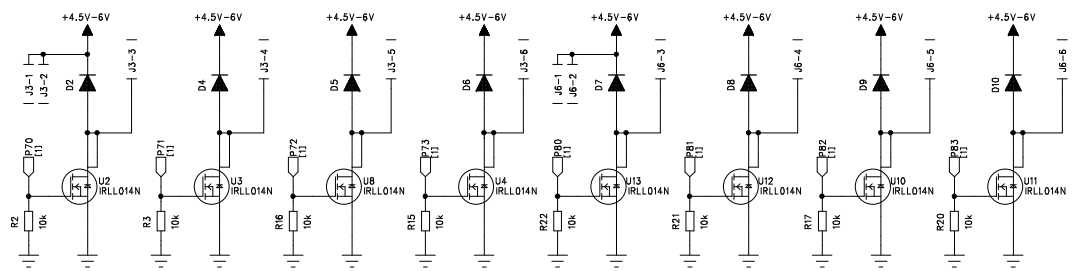 +4.5V-6V +4.5V-6V +4.5V-6V +4.5V-6V +4.5V-6V +4.5V-6V +4.5V-6V +4.5V-6V
J3-1 J3-2 D2 J3-3
D4 J3-4
D5 J3-5
D6 J3-6
J6-1 J6-2 D7 J6-3
D8 J6-4
D9 J6-5
D10 J6-6
P70 [1]
U2
IRLL014N
R2 10k
P71 [1]
U3
IRLL014N
R3 10k
P72 [1]
U8
IRLL014N
R16 10k
P73 [1]
U4
IRLL014N
R15 10k
P80 [1]
U13
IRLL014N
R22 10k
P81 [1]
U12
IRLL014N
R21 10k
P82 [1]
U10
IRLL014N
R17 10k
P83 [1]
U11
IRLL014N
R20 10k